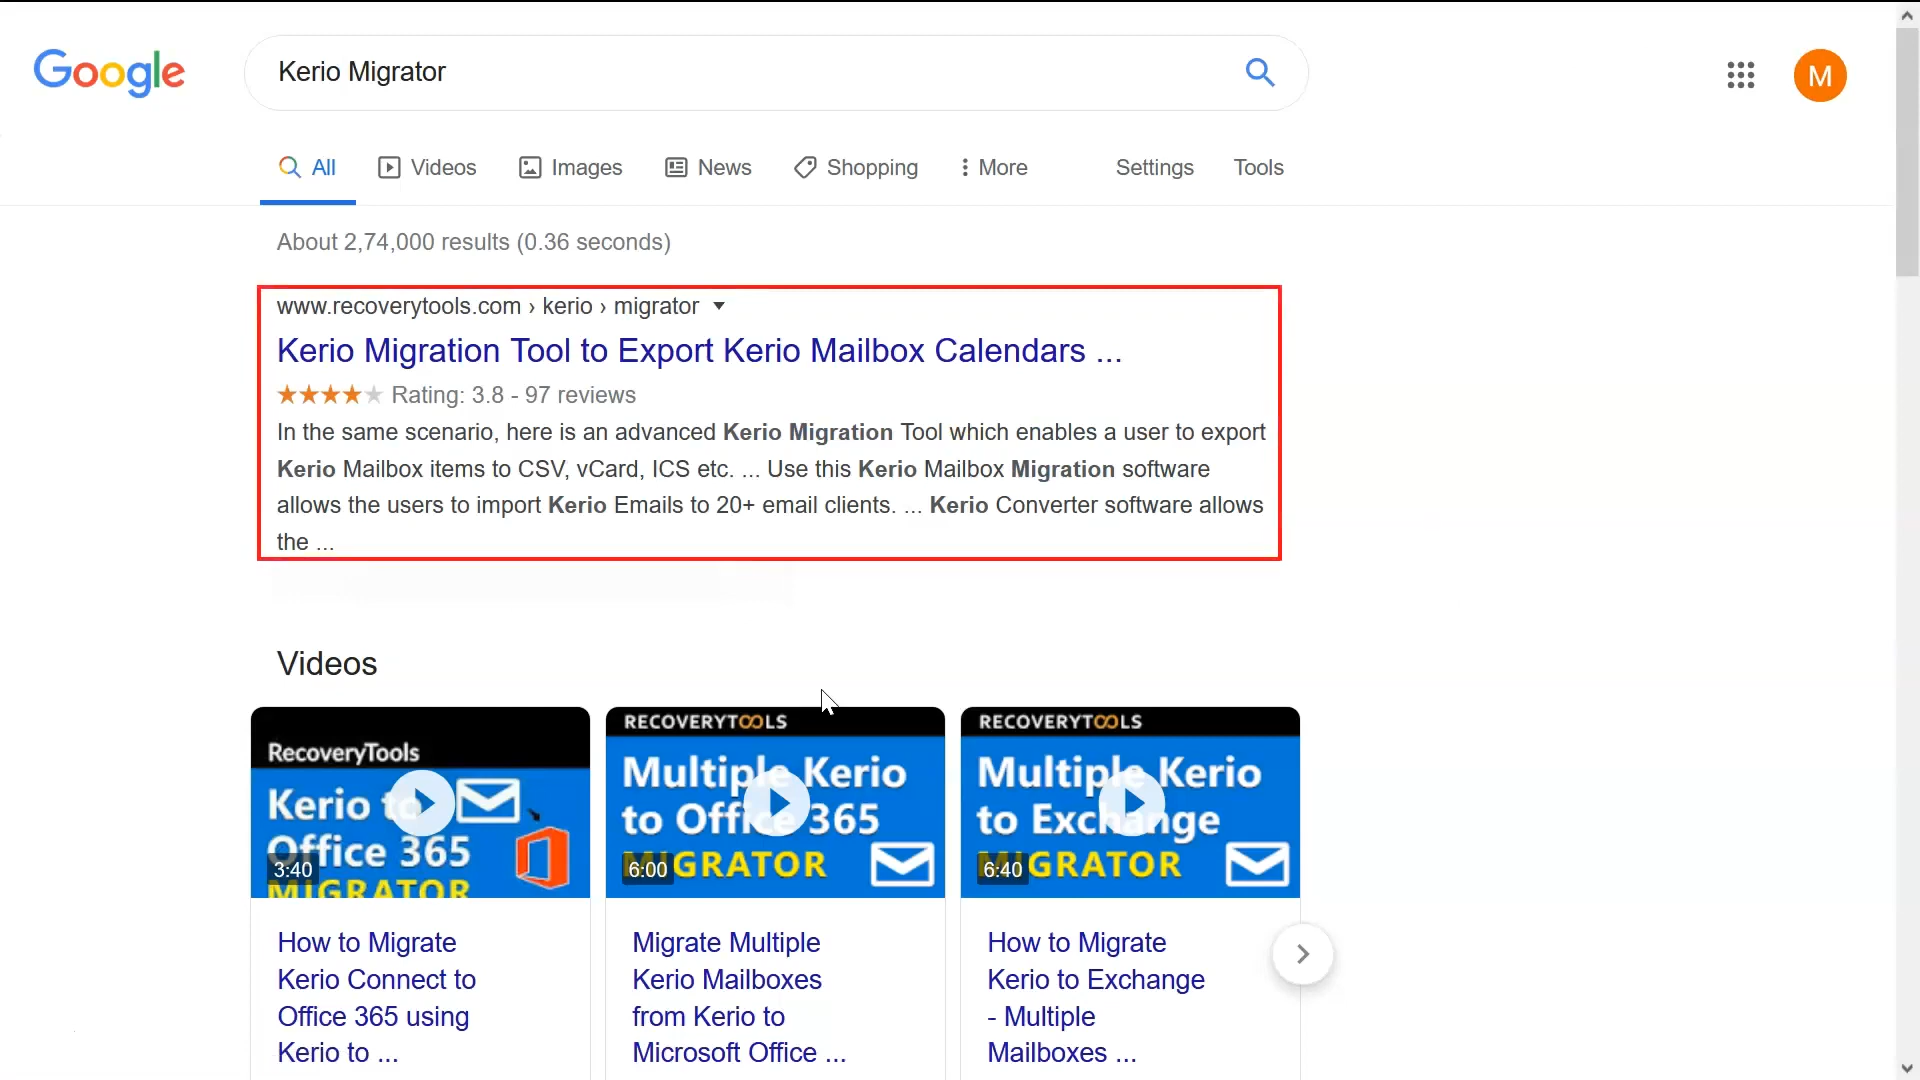 Google
Kerio Migrator
M
All
Videos
Images
News
Shopping
More
Settings
Tools
About 2,74,000 results (0.36 seconds)
www.recoverytools.com › kerio › migrator
Kerio Migration Tool to Export Kerio Mailbox Calendars ...
Rating: 3.8 - 97 reviews
In the same scenario, here is an advanced Kerio Migration Tool which enables a user to export
Kerio Mailbox items to CSV, vCard, ICS etc. ... Use this Kerio Mailbox Migration software
allows the users to import Kerio Emails to 20+ email clients. ... Kerio Converter software allows
the ...
Videos
RecoveryTools
Kerio to
Office 365
MIGRATOR
3:40
How to Migrate
Kerio Connect to
Office 365 using
Kerio to ...
RECOVERYTOOLS
Multiple Kerio
to Office 365
MIGRATOR
6:00
Migrate Multiple
Kerio Mailboxes
from Kerio to
Microsoft Office ...
RECOVERYTOOLS
Multiple Kerio
to Exchange
MIGRATOR
6:40
How to Migrate
Kerio to Exchange
- Multiple
Mailboxes ...